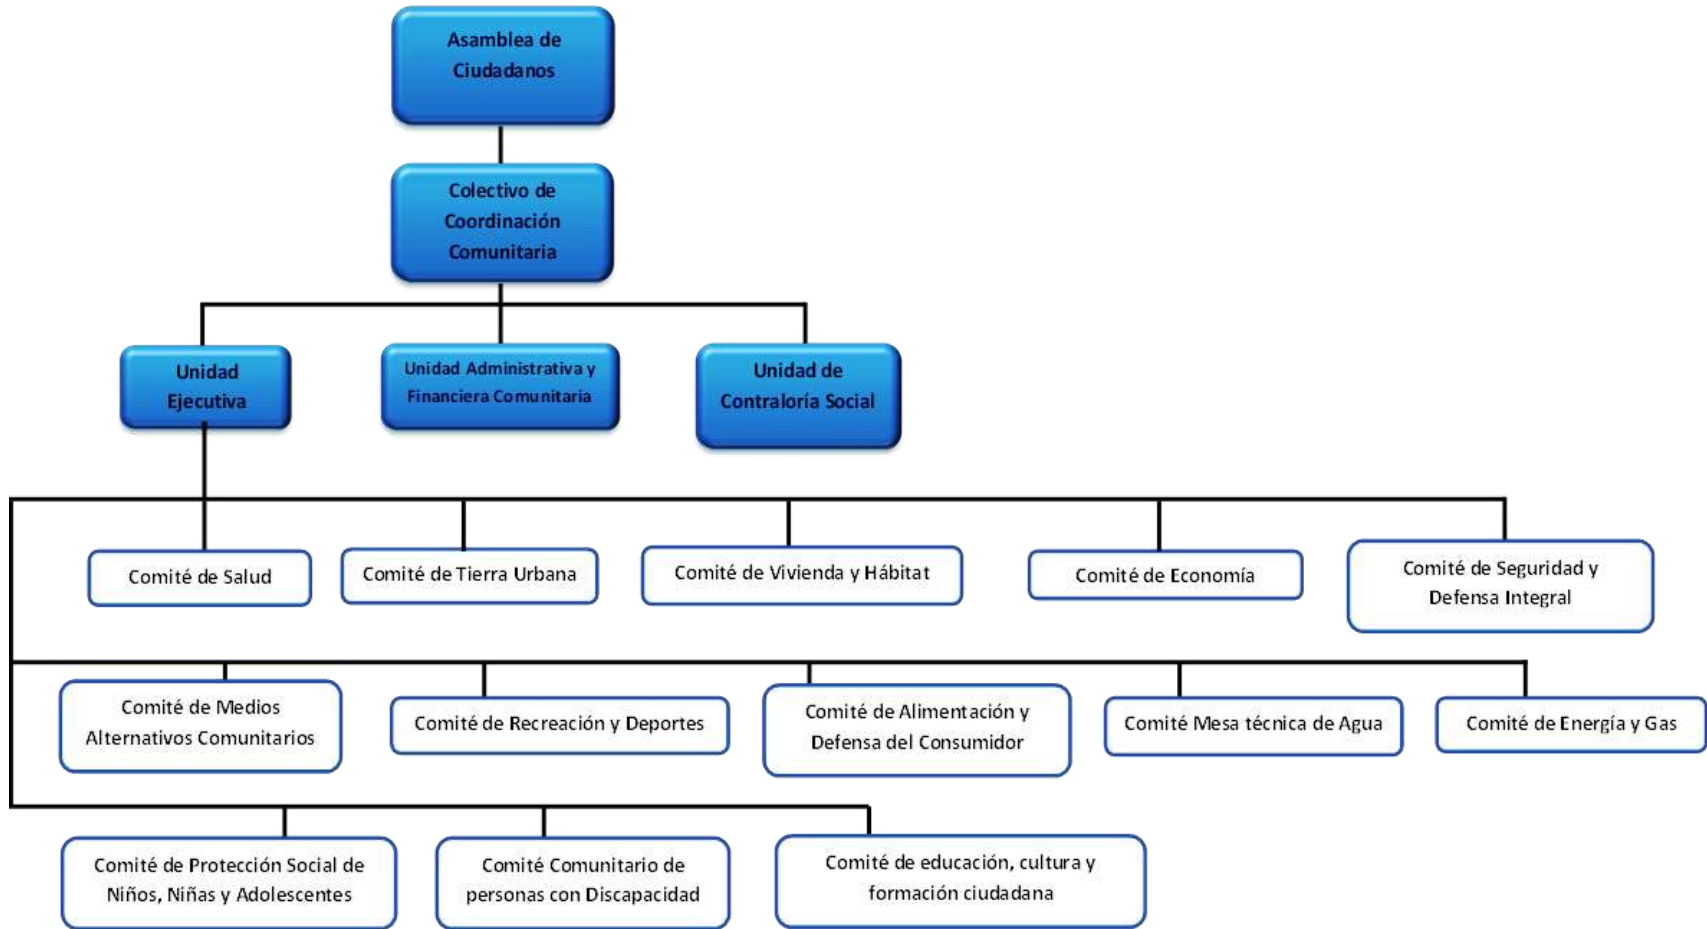 Asamblea de
Ciudadanos
Colectivo de
Coordinación
Comunitaria
Unidad
Ejecutiva
Unidad Administrativa y
Financiera Comunitaria
Unidad de
Contraloría Social
Comité de Salud
Comité de Tierra Urbana
Comité de Vivienda y Hábitat
Comité de Economía
Comité de Seguridad y
Defensa Integral
Comité de Medios
Alternativos Comunitarios
Comité de Recreación y Deportes
Comité de Alimentación y
Defensa del Consumidor
Comité Mesa técnica de Agua
Comité de Energía y Gas
Comité de Protección Social de
Niños, Niñas y Adolescentes
Comité Comunitario de
personas con Discapacidad
Comité de educación, cultura y
formación ciudadana